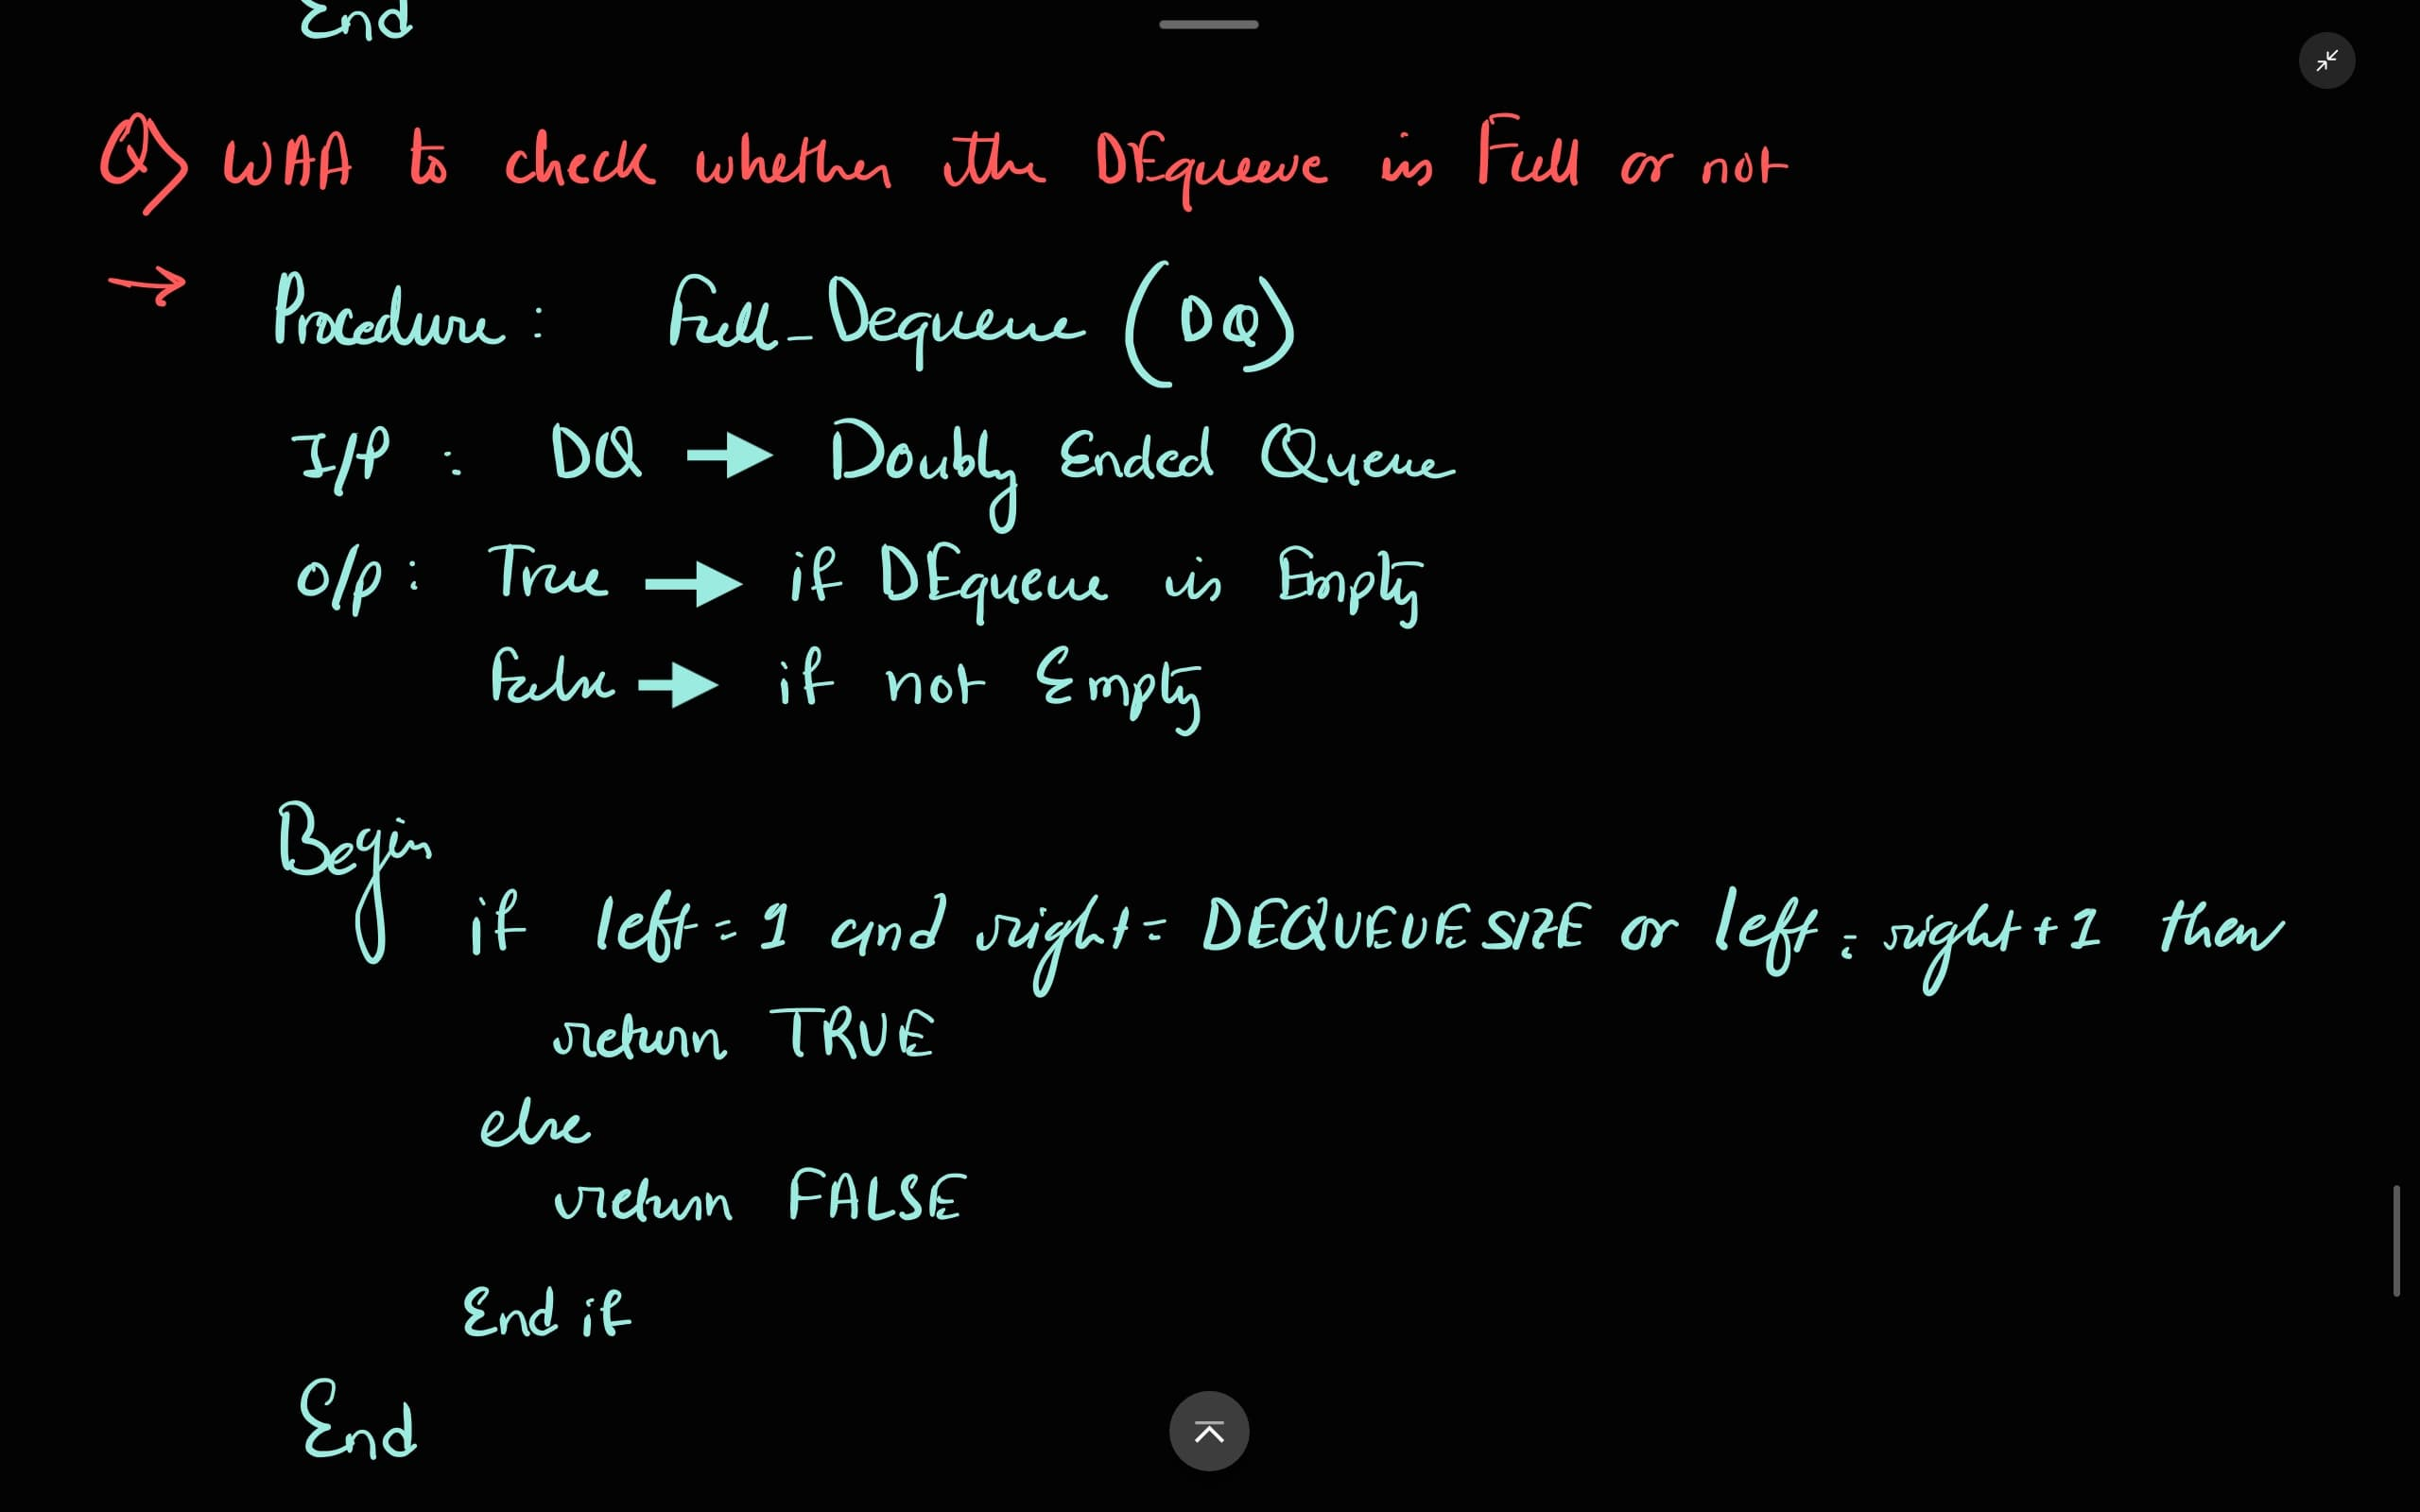 End
Q> WAA to check whether the DEqueue is Full or not
→ Procedure : Full_Dequeue (DQ)
I/P : DQ → Doubly Ended Queue
O/p : True → if DEqueue is Empty
False → if not Empty
Begin
if left = 1 and right = DEQUEUESIZE or left = right + 1 then
return TRUE
else
return FALSE
End if
End